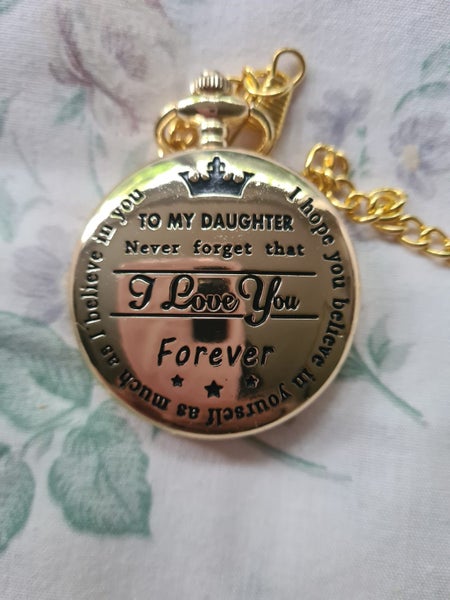 TO MY DAUGHTER
Never forget that
I Love You
Forever
I hope you believe in yourself as much as I believe in you